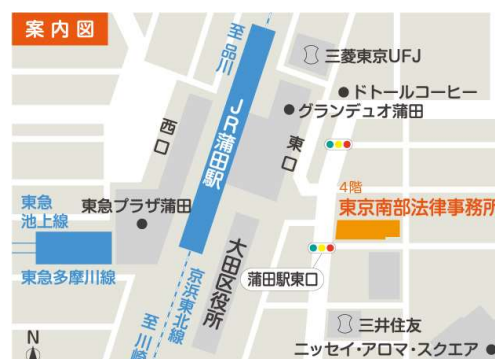 案内図
至品川
三菱東京UFJ
ドトールコーヒー
グランデュオ蒲田
JR蒲田駅
西口
東口
4階
東京南部法律事務所
東急
池上線
東急プラザ蒲田
東急多摩川線
大田区役所
蒲田駅東口
京浜東北線
至川崎
三井住友
ニッセイ・アロマ・スクエア
N